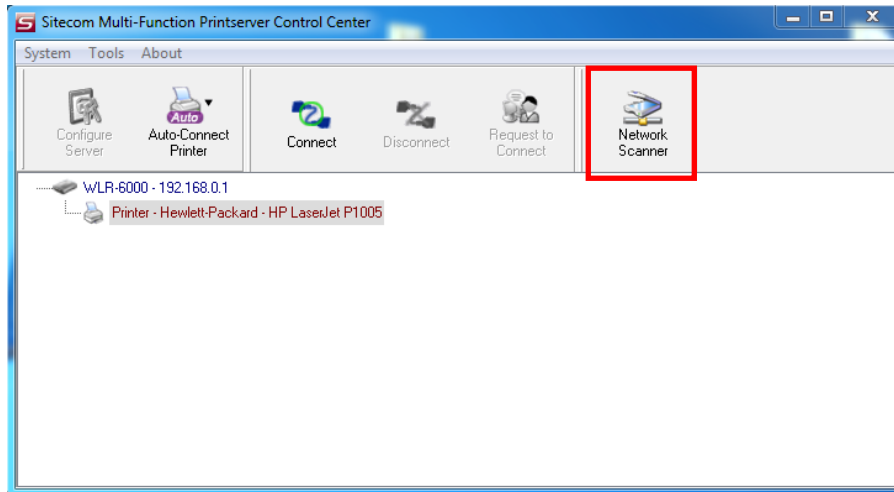 Sitecom Multi-Function Printserver Control Center
System Tools About
Configure Server
Auto
Auto-Connect Printer
Connect
Disconnect
Request to Connect
Network Scanner
WLR-6000 - 192.168.0.1
Printer - Hewlett-Packard - HP LaserJet P1005